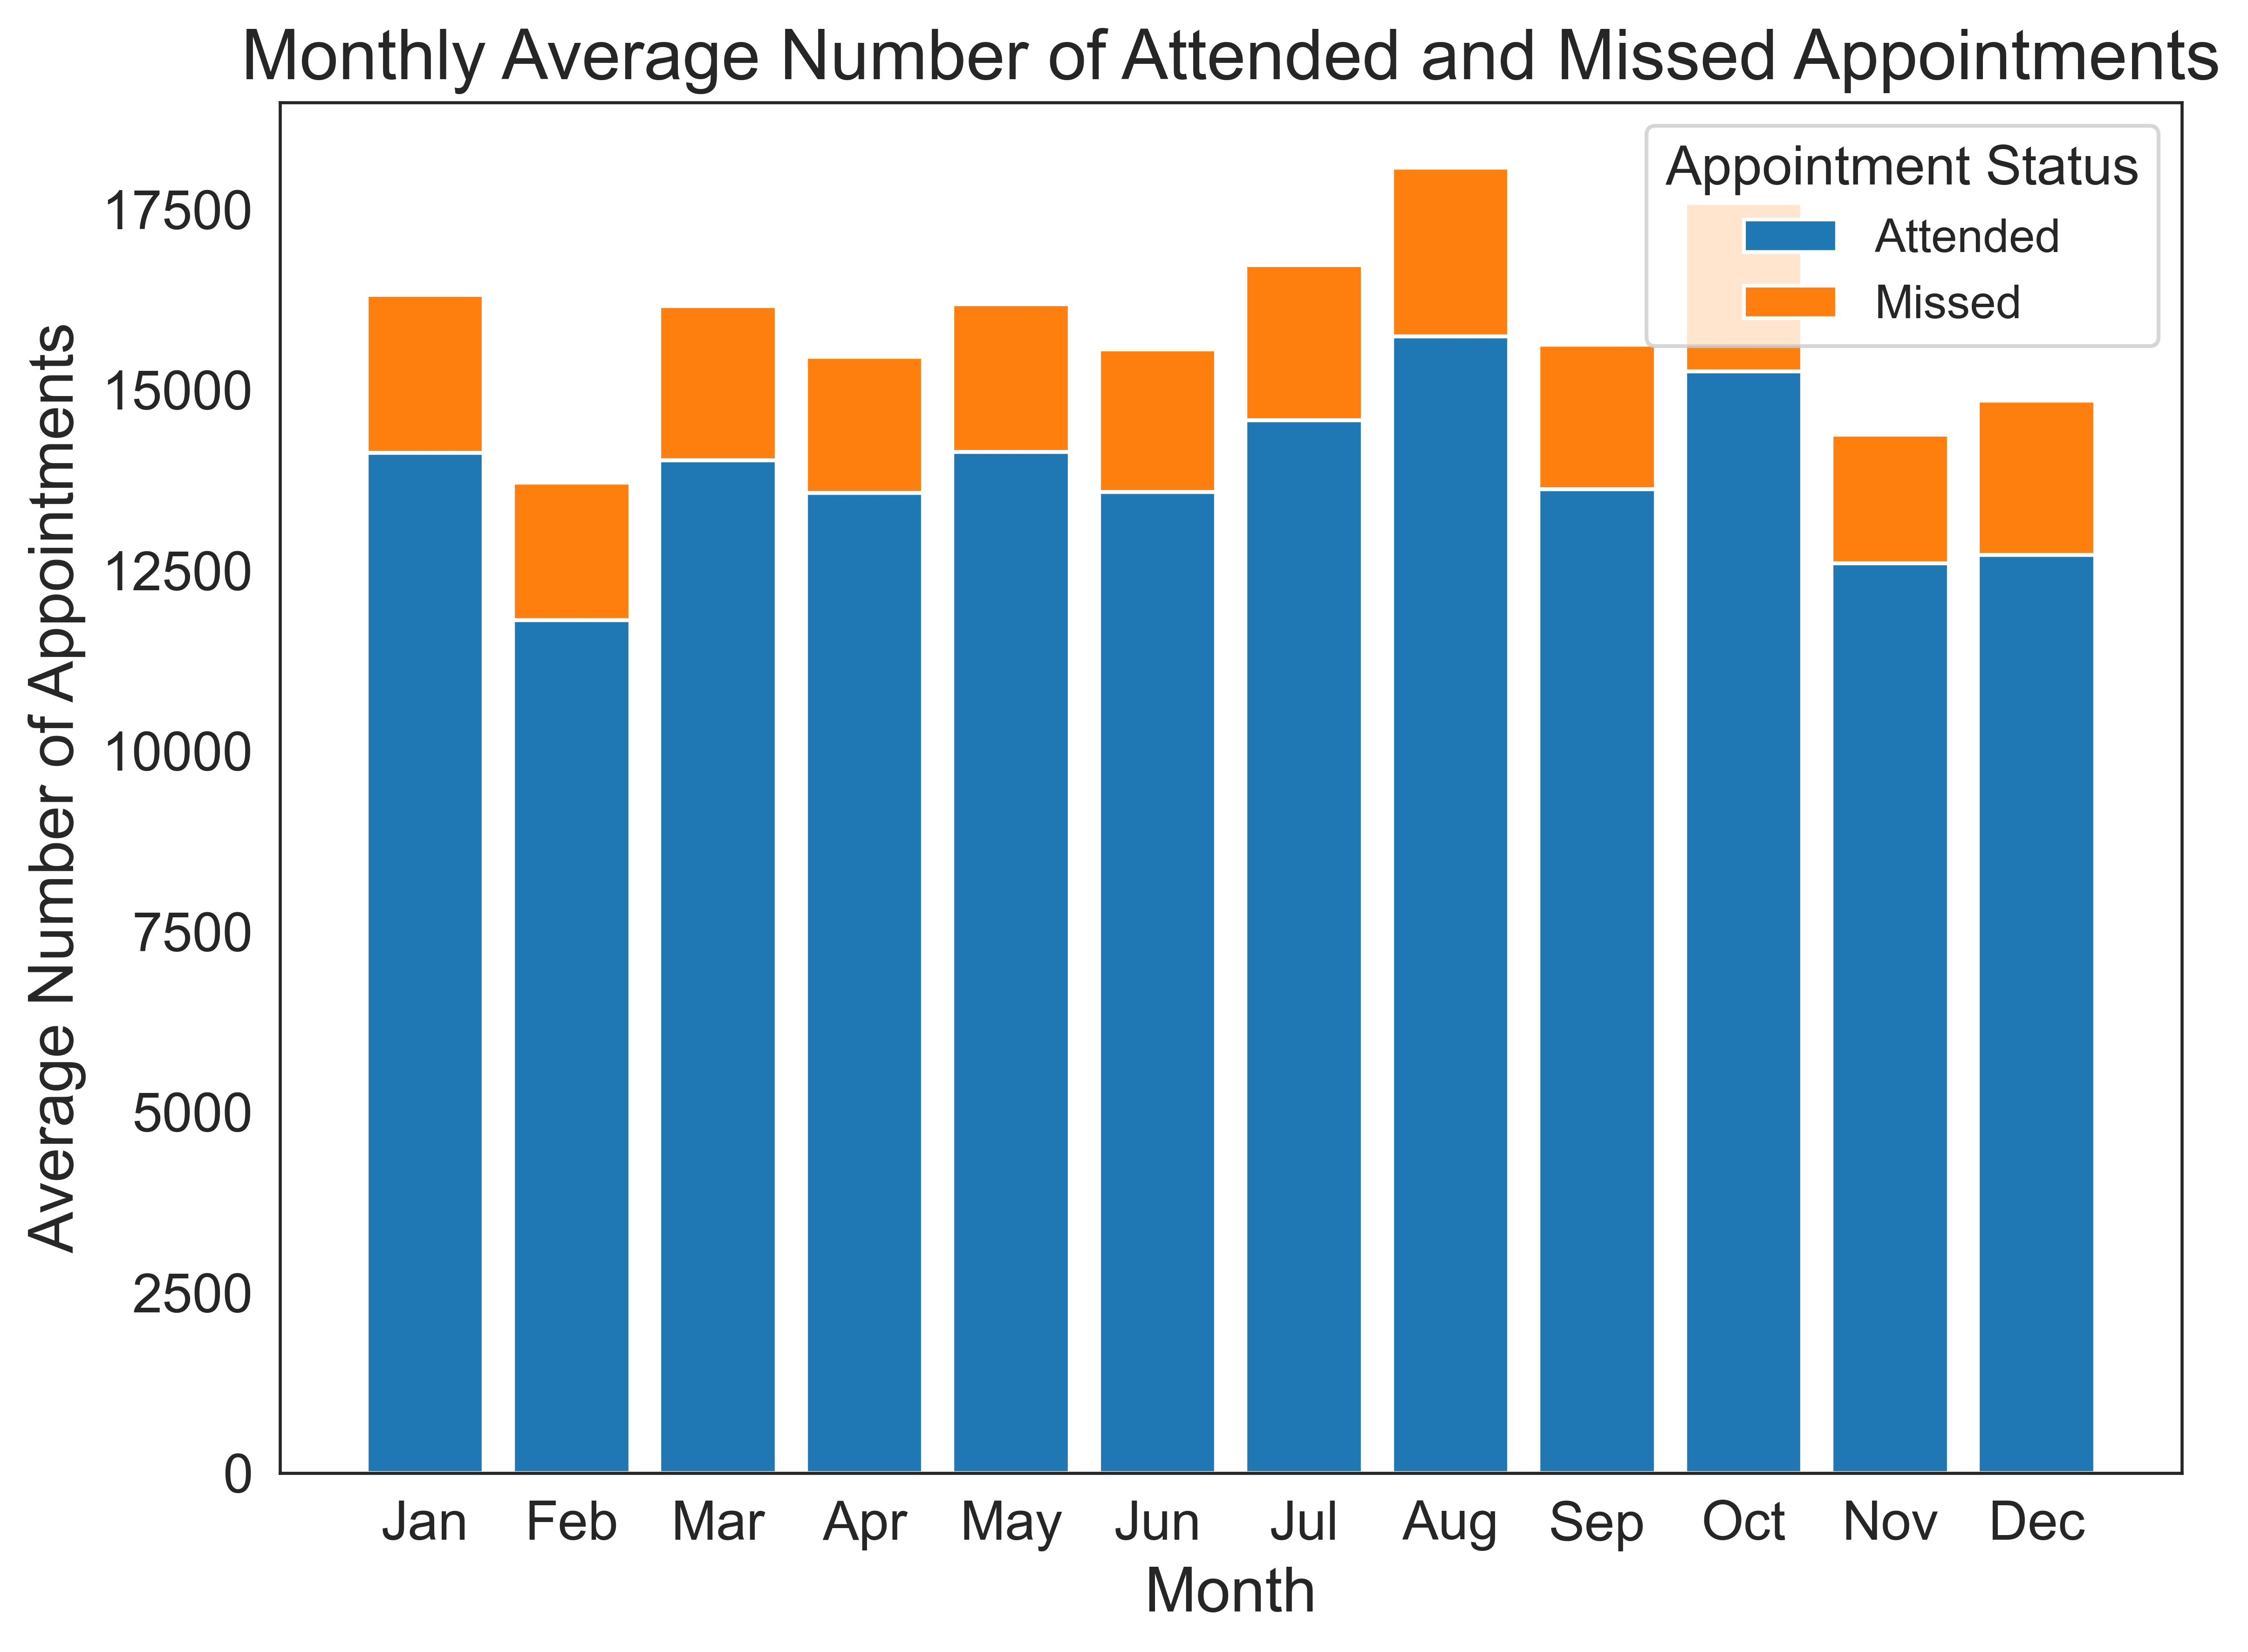 Monthly Average Number of Attended and Missed Appointments
Average Number of Appointments
17500
15000
12500
10000
7500
5000
2500
0
Appointment Status
Attended
Missed
Jan Feb Mar Apr May Jun Jul Aug Sep Oct Nov Dec
Month